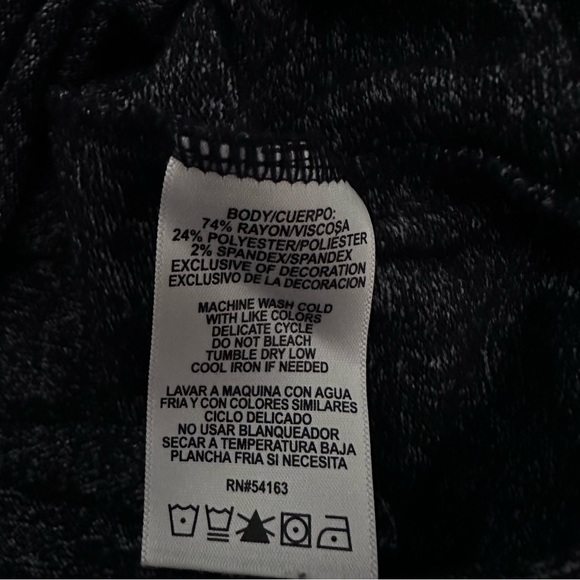 BODY/CUERPO:
74% RAYON/VISCOSA
24% POLYESTER/POLIESTER
2% SPANDEX/SPANDEX
EXCLUSIVE OF DECORATION
EXCLUSIVO DE LA DECORACION
MACHINE WASH COLD
WITH LIKE COLORS
DELICATE CYCLE
DO NOT BLEACH
TUMBLE DRY LOW
COOL IRON IF NEEDED
LAVAR A MAQUINA CON AGUA
FRIA Y CON COLORES SIMILARES
CICLO DELICADO
NO USAR BLANQUEADOR
SECAR A TEMPERATURA BAJA
PLANCHA FRIA SI NECESITA
RN#54163